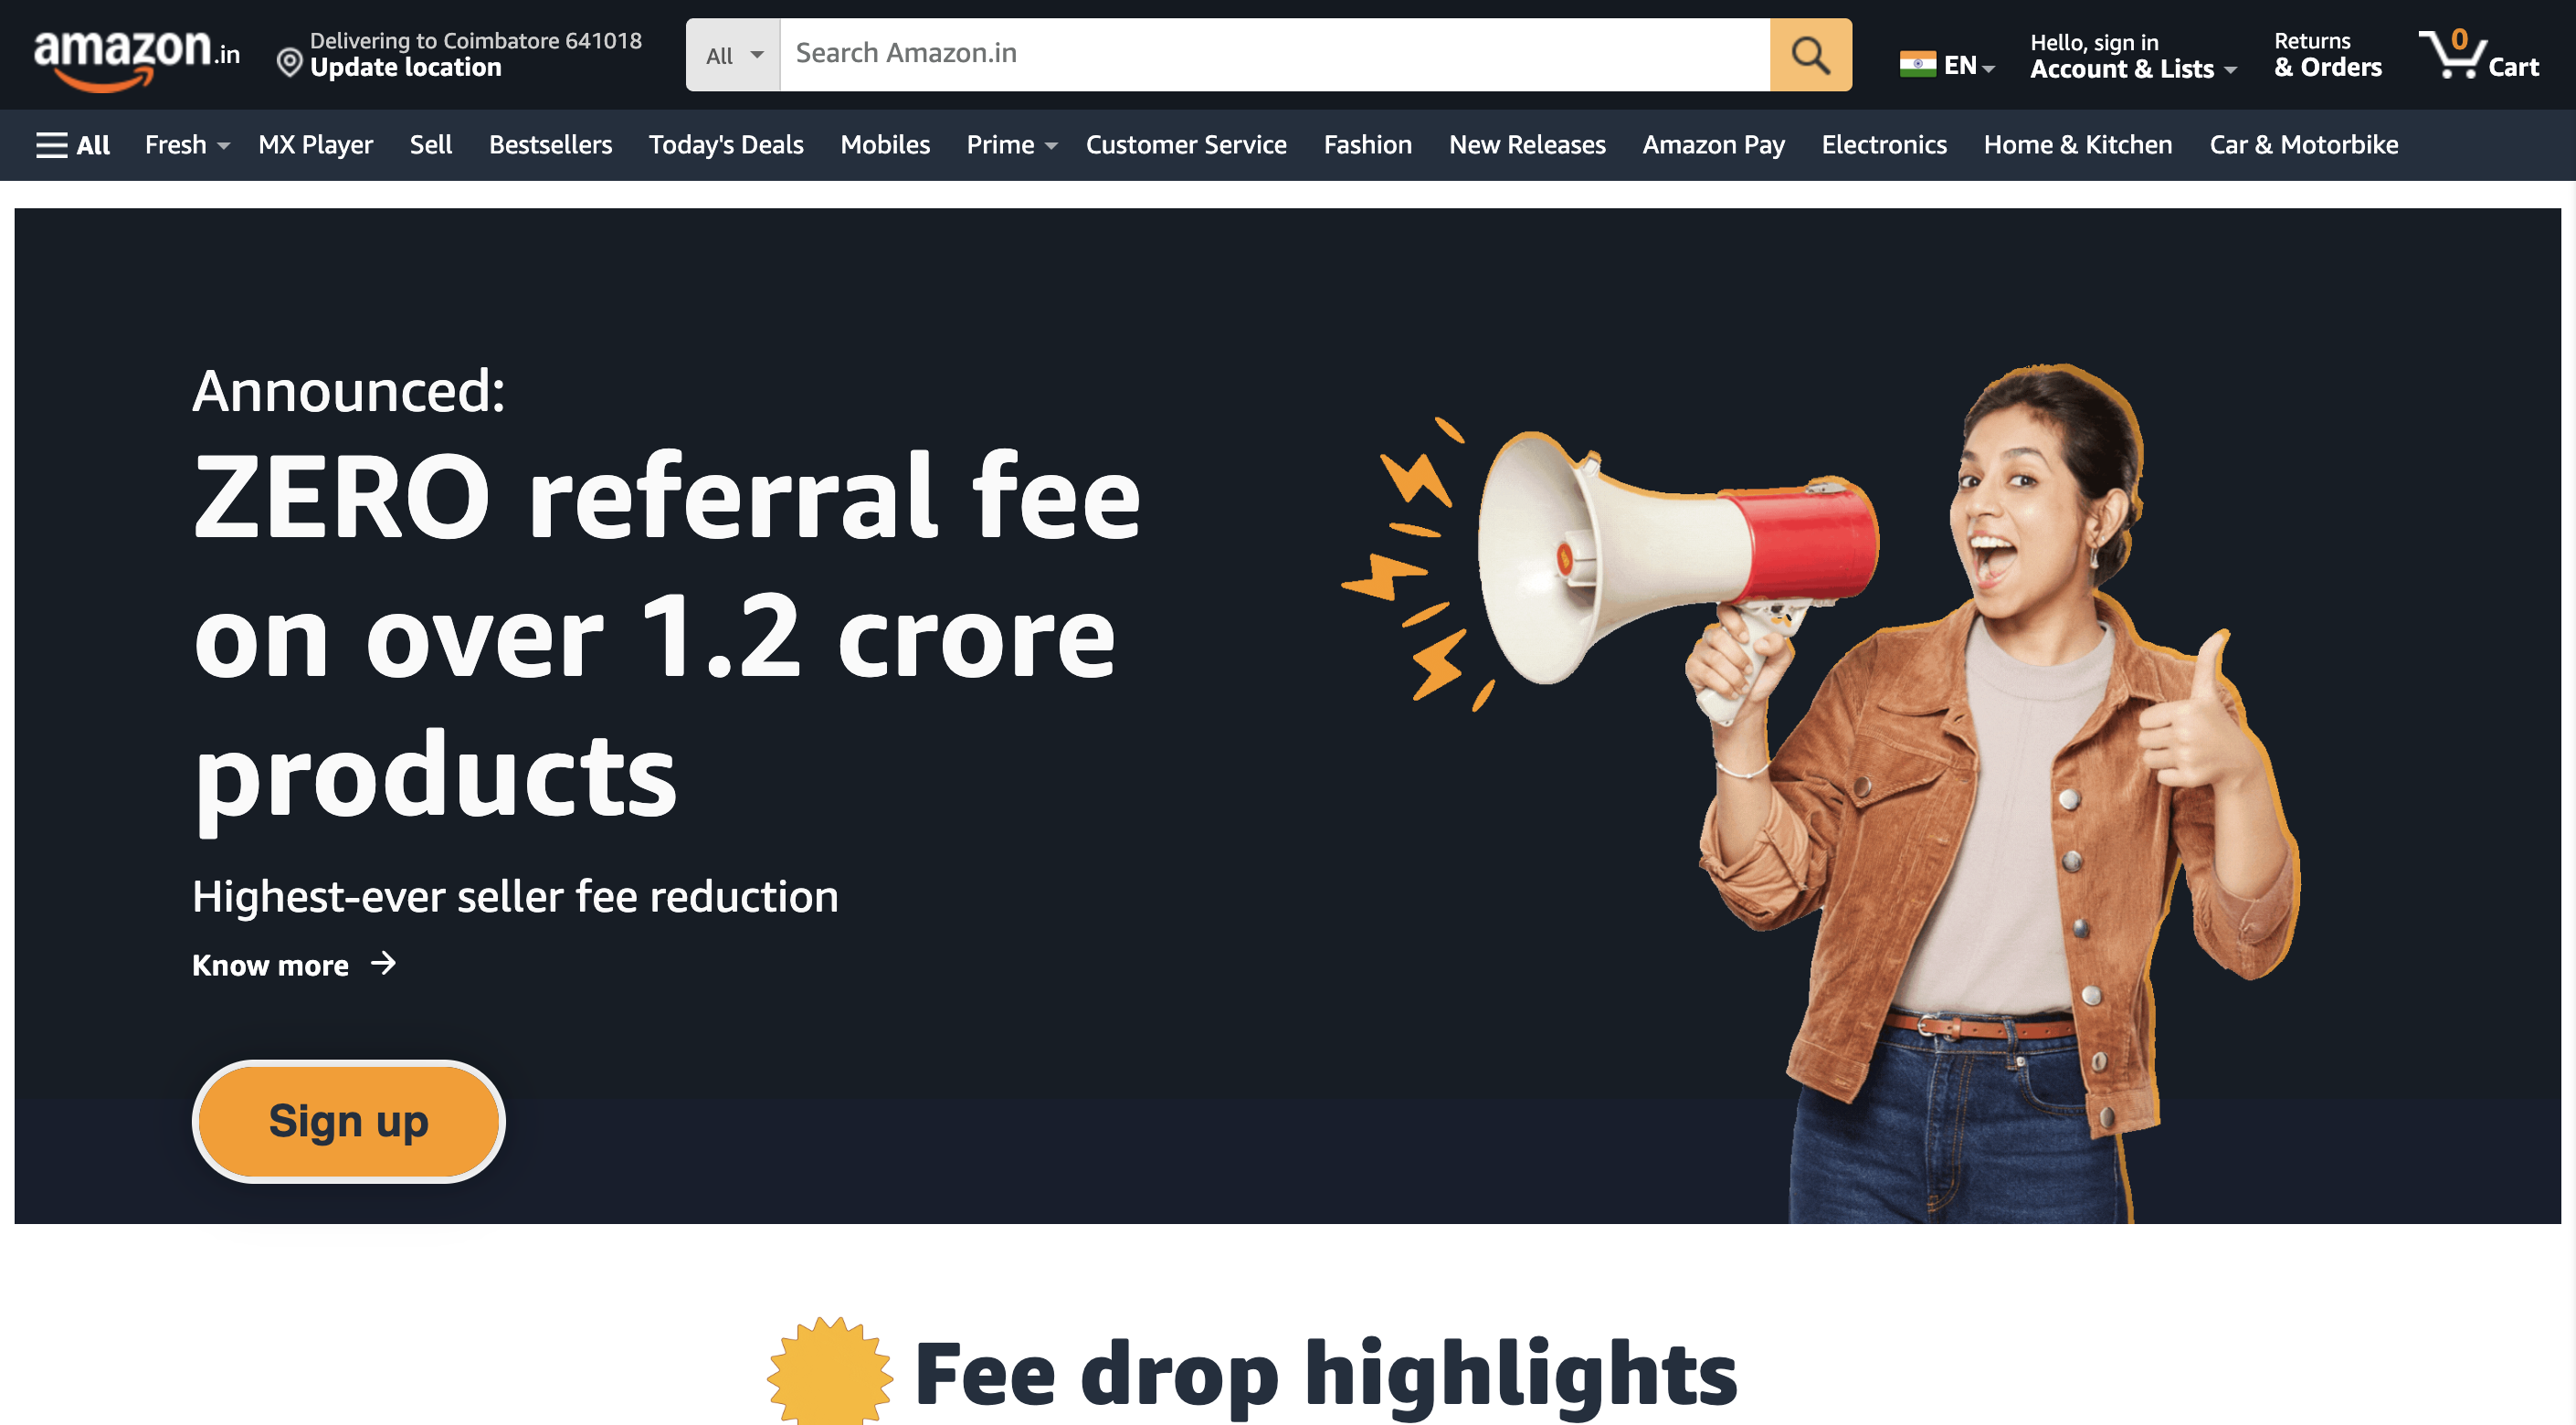 amazon.in
Delivering to Coimbatore 641018
Update location
All
Search Amazon.in
EN
Hello, sign in
Account & Lists
Returns
& Orders
0
Cart
All
Fresh
MX Player
Sell
Bestsellers
Today's Deals
Mobiles
Prime
Customer Service
Fashion
New Releases
Amazon Pay
Electronics
Home & Kitchen
Car & Motorbike
Announced:
ZERO referral fee
on over 1.2 crore
products
Highest-ever seller fee reduction
Know more
Sign up
Fee drop highlights